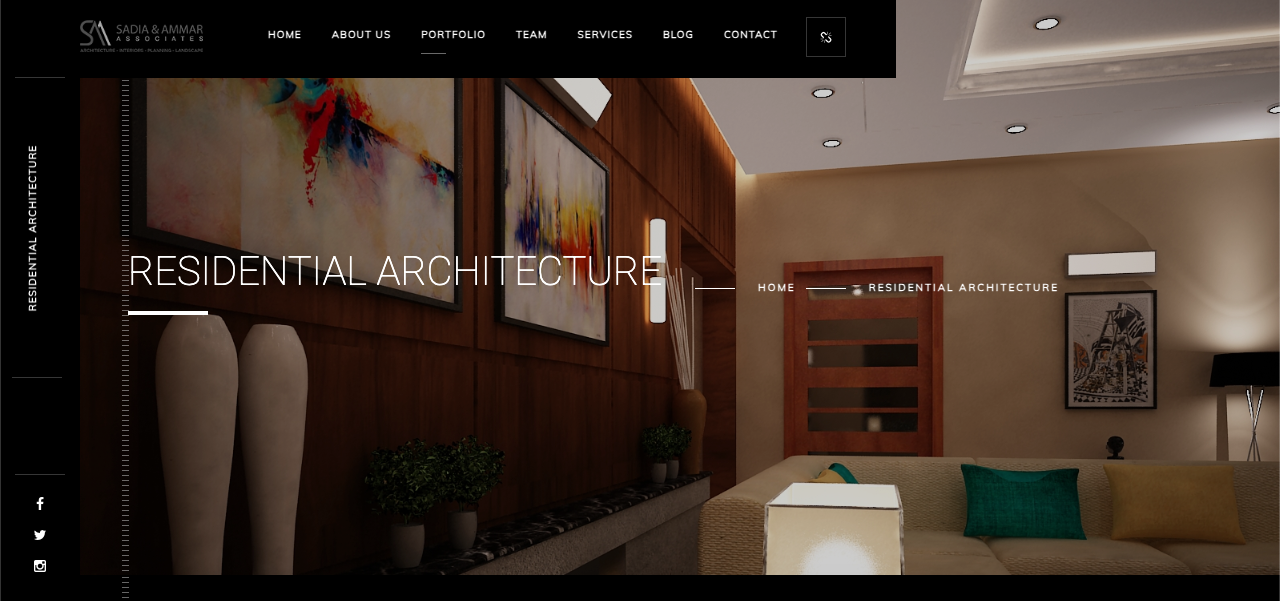 SADIA & AMMAR
ASSOCIATES
ARCHITECTURE - INTERIORS - PLANNING - LANDSCAPE
HOME
ABOUT US
PORTFOLIO
TEAM
SERVICES
BLOG
CONTACT
RESIDENTIAL ARCHITECTURE
RESIDENTIAL ARCHITECTURE
HOME
RESIDENTIAL ARCHITECTURE